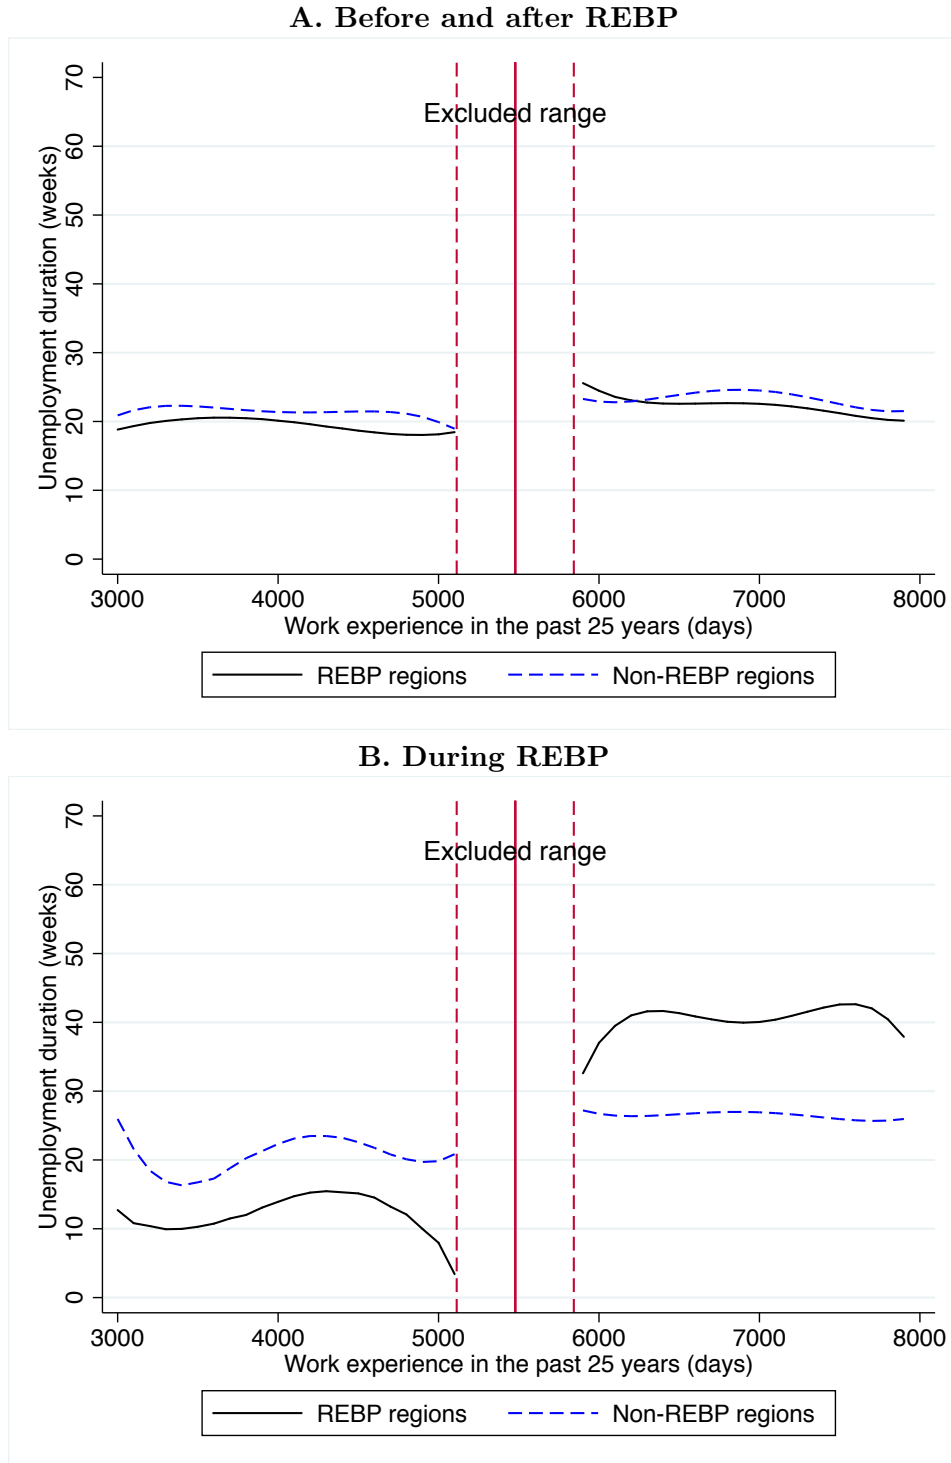 A. Before and after REBP
Excluded range
Unemployment duration (weeks)
70
60
50
40
30
20
10
0
3000 4000 5000 6000 7000 8000
Work experience in the past 25 years (days)
REBP regions Non-REBP regions
B. During REBP
Excluded range
Unemployment duration (weeks)
70
60
50
40
30
20
10
0
3000 4000 5000 6000 7000 8000
Work experience in the past 25 years (days)
REBP regions Non-REBP regions